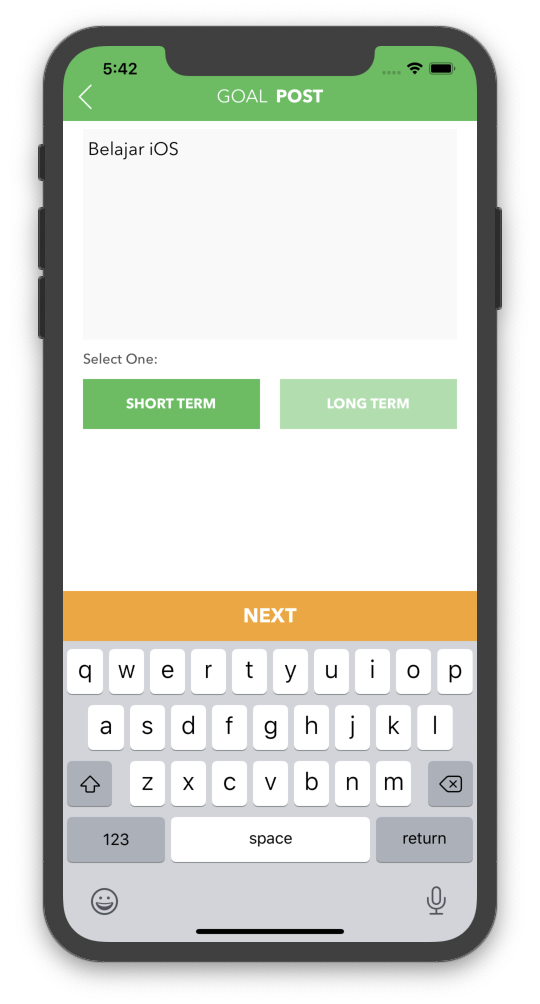 5:42
GOAL POST
Belajar iOS
Select One:
SHORT TERM LONG TERM
NEXT
q w e r t y u i o p
a s d f g h j k l
z x c v b n m
123 space return